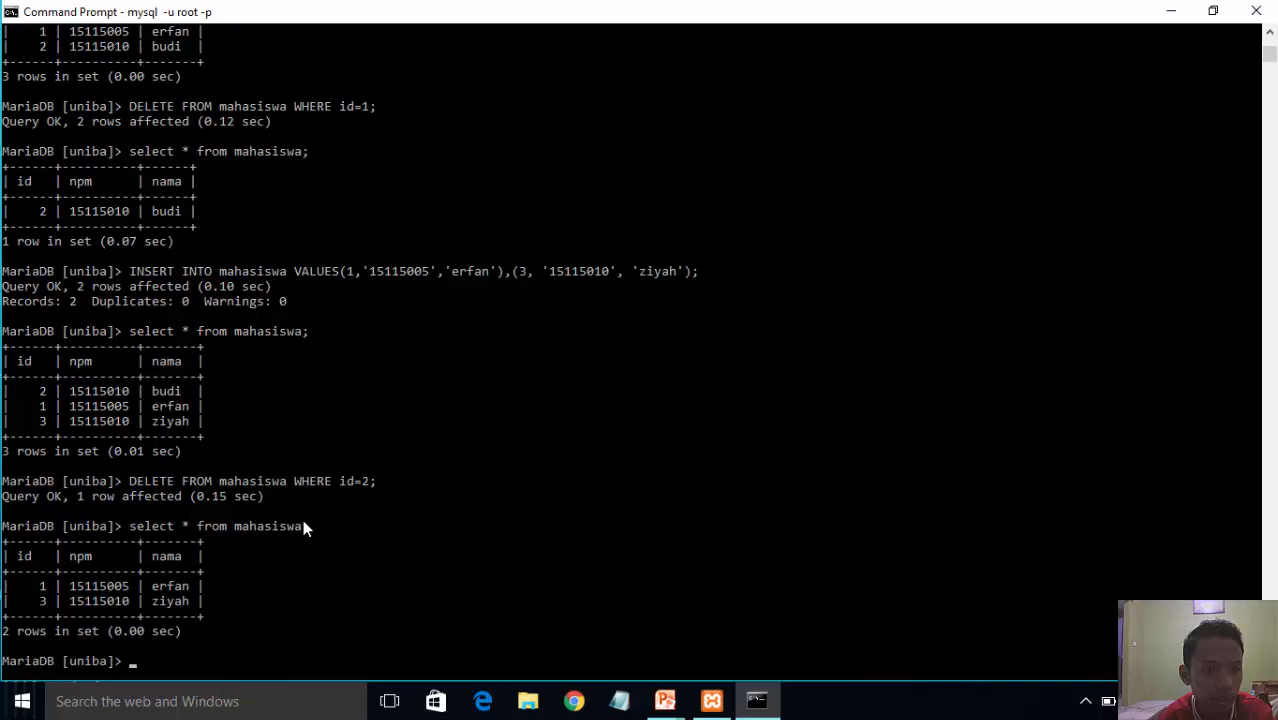 Command Prompt - mysql -u root -p
| 1 | 15115005 | erfan |
| 2 | 15115010 | budi |
+------+----------+-------+
3 rows in set (0.00 sec)
MariaDB [uniba]> DELETE FROM mahasiswa WHERE id=1;
Query OK, 2 rows affected (0.12 sec)
MariaDB [uniba]> select * from mahasiswa;
+------+----------+------+
| id | npm | nama |
+------+----------+------+
| 2 | 15115010 | budi |
+------+----------+------+
1 row in set (0.07 sec)
MariaDB [uniba]> INSERT INTO mahasiswa VALUES(1,'15115005','erfan'),(3, '15115010', 'ziyah');
Query OK, 2 rows affected (0.10 sec)
Records: 2 Duplicates: 0 Warnings: 0
MariaDB [uniba]> select * from mahasiswa;
+------+----------+-------+
| id | npm | nama |
+------+----------+-------+
| 2 | 15115010 | budi |
| 1 | 15115005 | erfan |
| 3 | 15115010 | ziyah |
+------+----------+-------+
3 rows in set (0.01 sec)
MariaDB [uniba]> DELETE FROM mahasiswa WHERE id=2;
Query OK, 1 row affected (0.15 sec)
MariaDB [uniba]> select * from mahasiswa
+------+----------+-------+
| id | npm | nama |
+------+----------+-------+
| 1 | 15115005 | erfan |
| 3 | 15115010 | ziyah |
+------+----------+-------+
2 rows in set (0.00 sec)
MariaDB [uniba]> _
Search the web and Windows